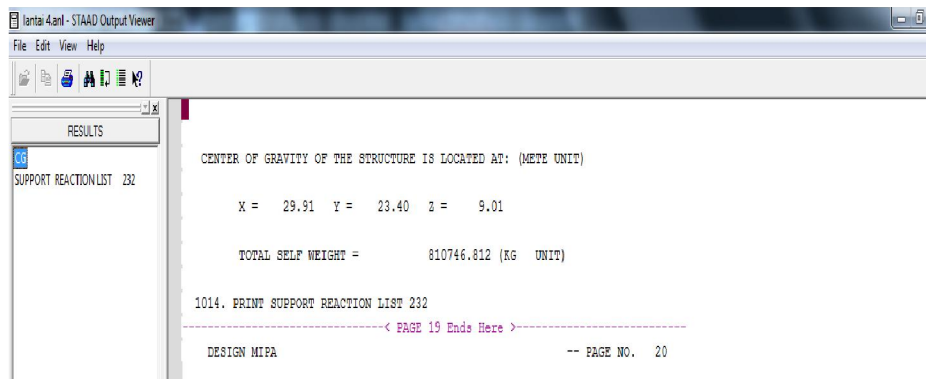 lantai 4.anl - STAAD Output Viewer
File Edit View Help
RESULTS
CG
SUPPORT REACTION LIST 232
CENTER OF GRAVITY OF THE STRUCTURE IS LOCATED AT: (METE UNIT)
X = 29.91 Y = 23.40 Z = 9.01
TOTAL SELF WEIGHT = 810746.812 (KG UNIT)
1014. PRINT SUPPORT REACTION LIST 232
--------------------------------< PAGE 19 Ends Here >---------------------------
DESIGN MIPA -- PAGE NO. 20